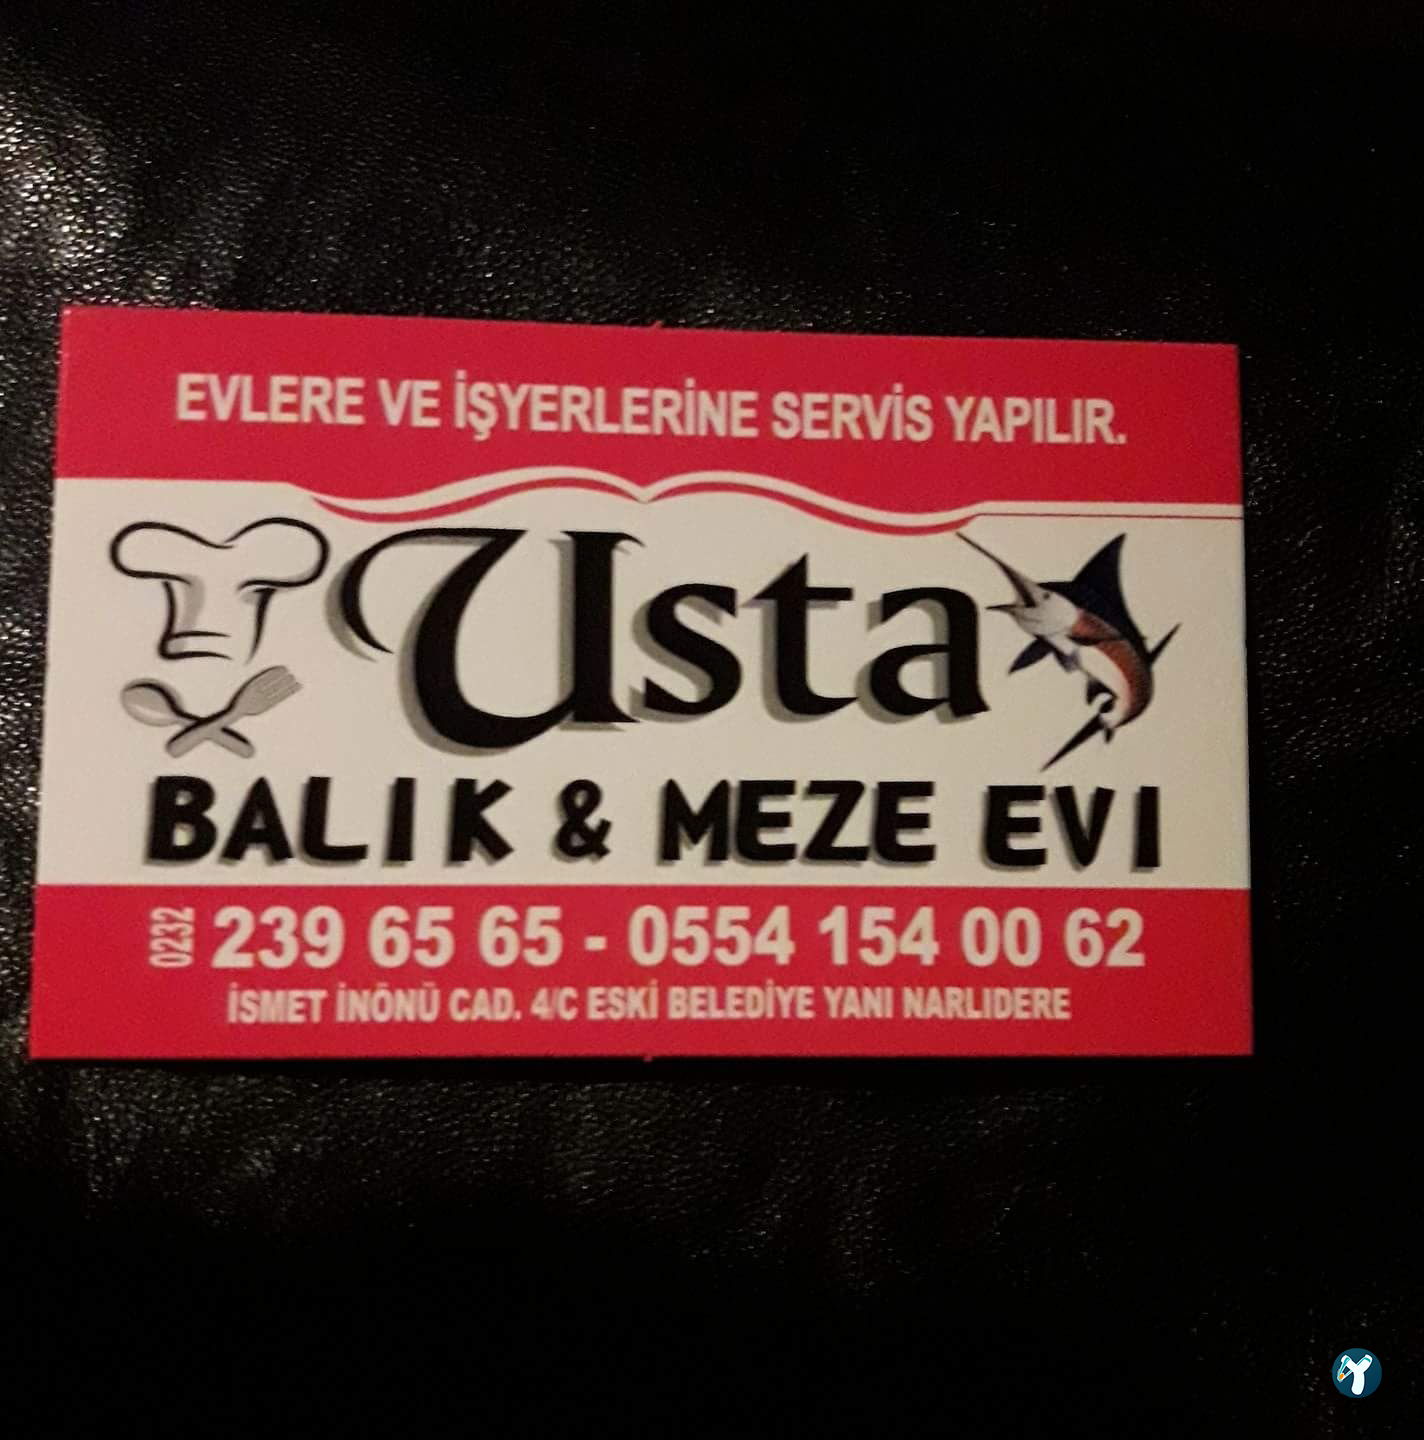 EVLERE VE İŞYERLERİNE SERVİS YAPILIR.
Usta
BALIK & MEZE EVI
0232 239 65 65 - 0554 154 00 62
İSMET İNÖNÜ CAD. 4/C ESKİ BELEDİYE YANI NARLIDERE